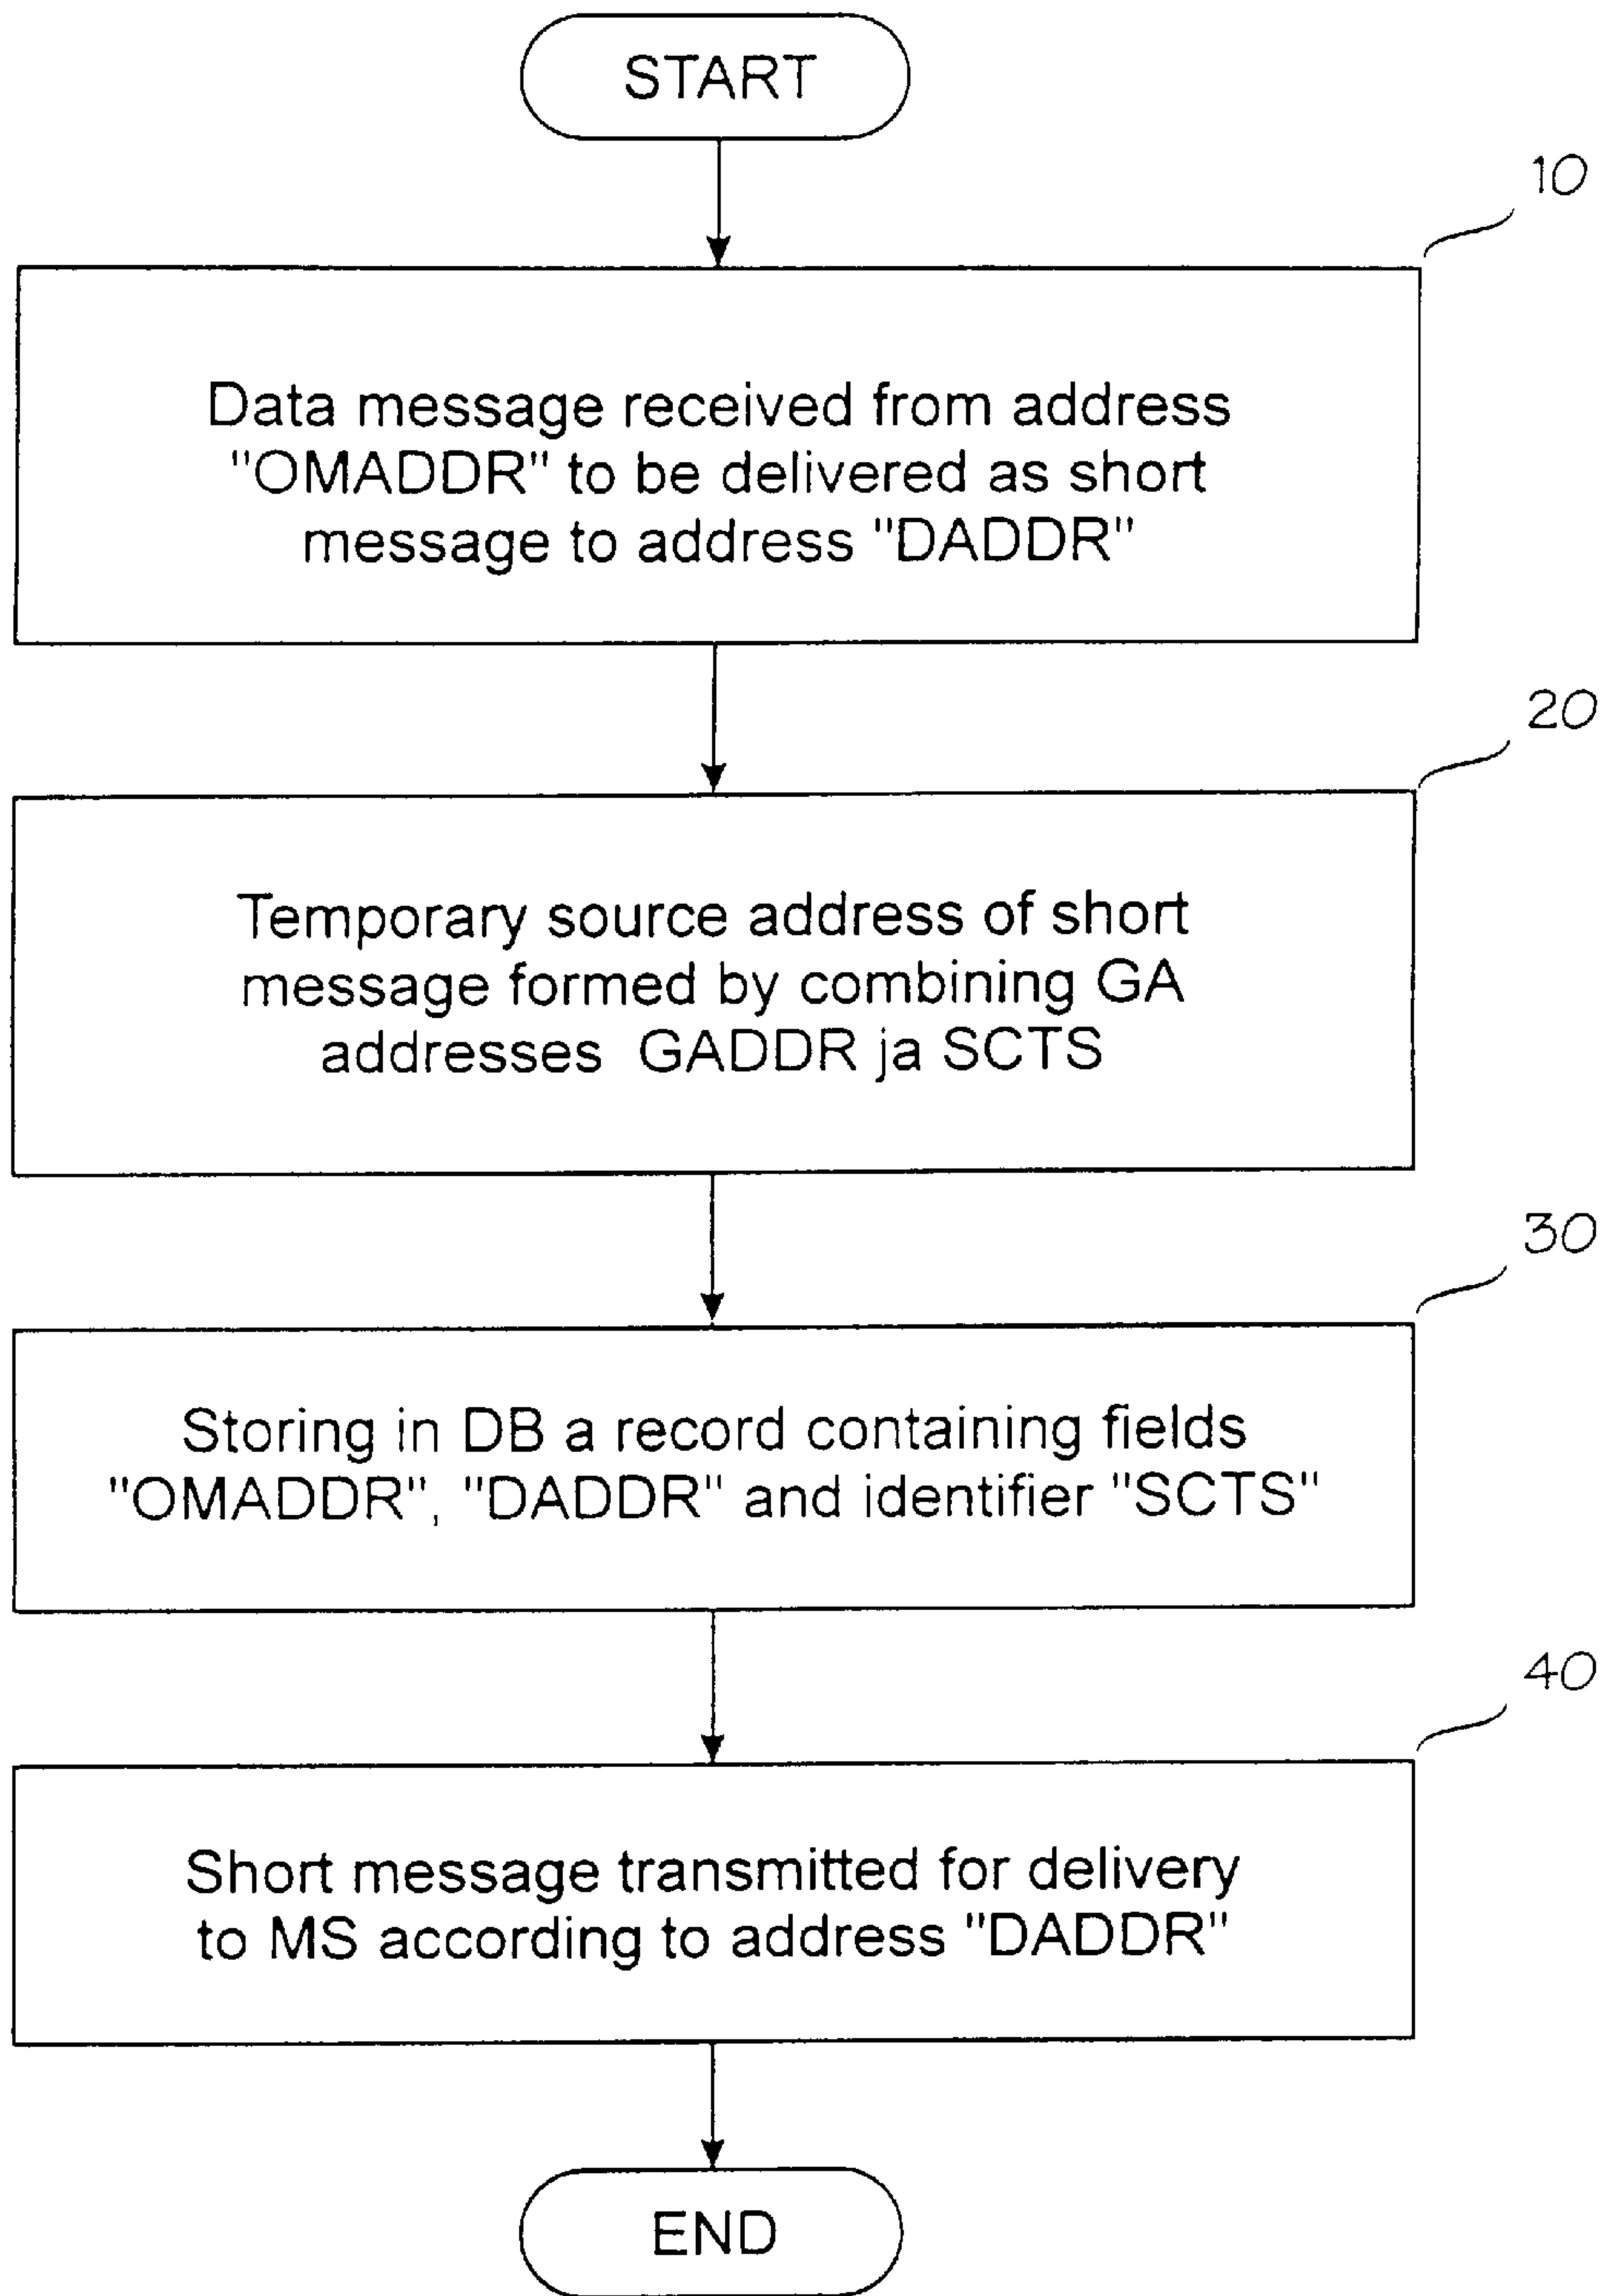 START
10
Data message received from address
"OMADDR" to be delivered as short
message to address "DADDR"
20
Temporary source address of short
message formed by combining GA
addresses GADDR ja SCTS
30
Storing in DB a record containing fields
"OMADDR", "DADDR" and identifier "SCTS"
40
Short message transmitted for delivery
to MS according to address "DADDR"
END